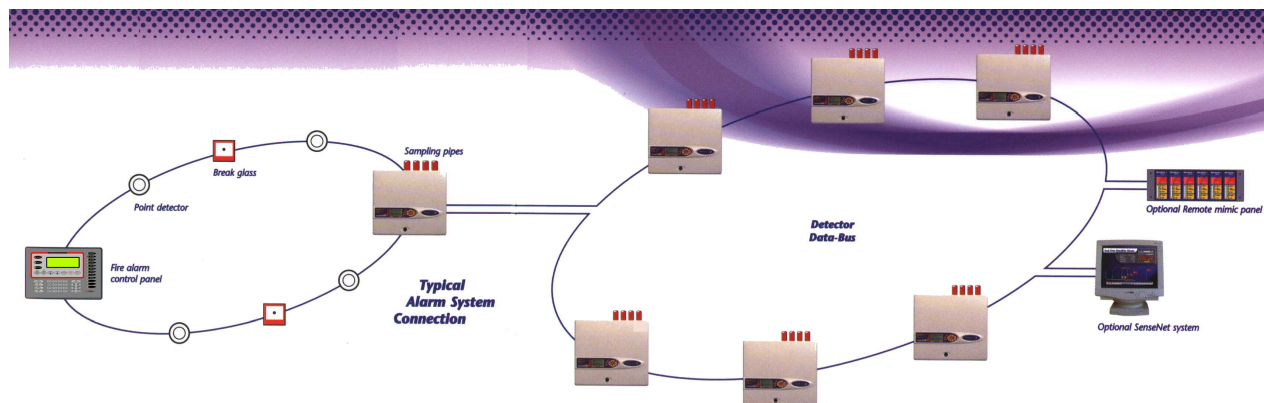 Sampling pipes
Break glass
Point detector
Fire alarm
control panel
Typical
Alarm System
Connection
Detector
Data-Bus
Optional Remote mimic panel
Optional SenseNet system